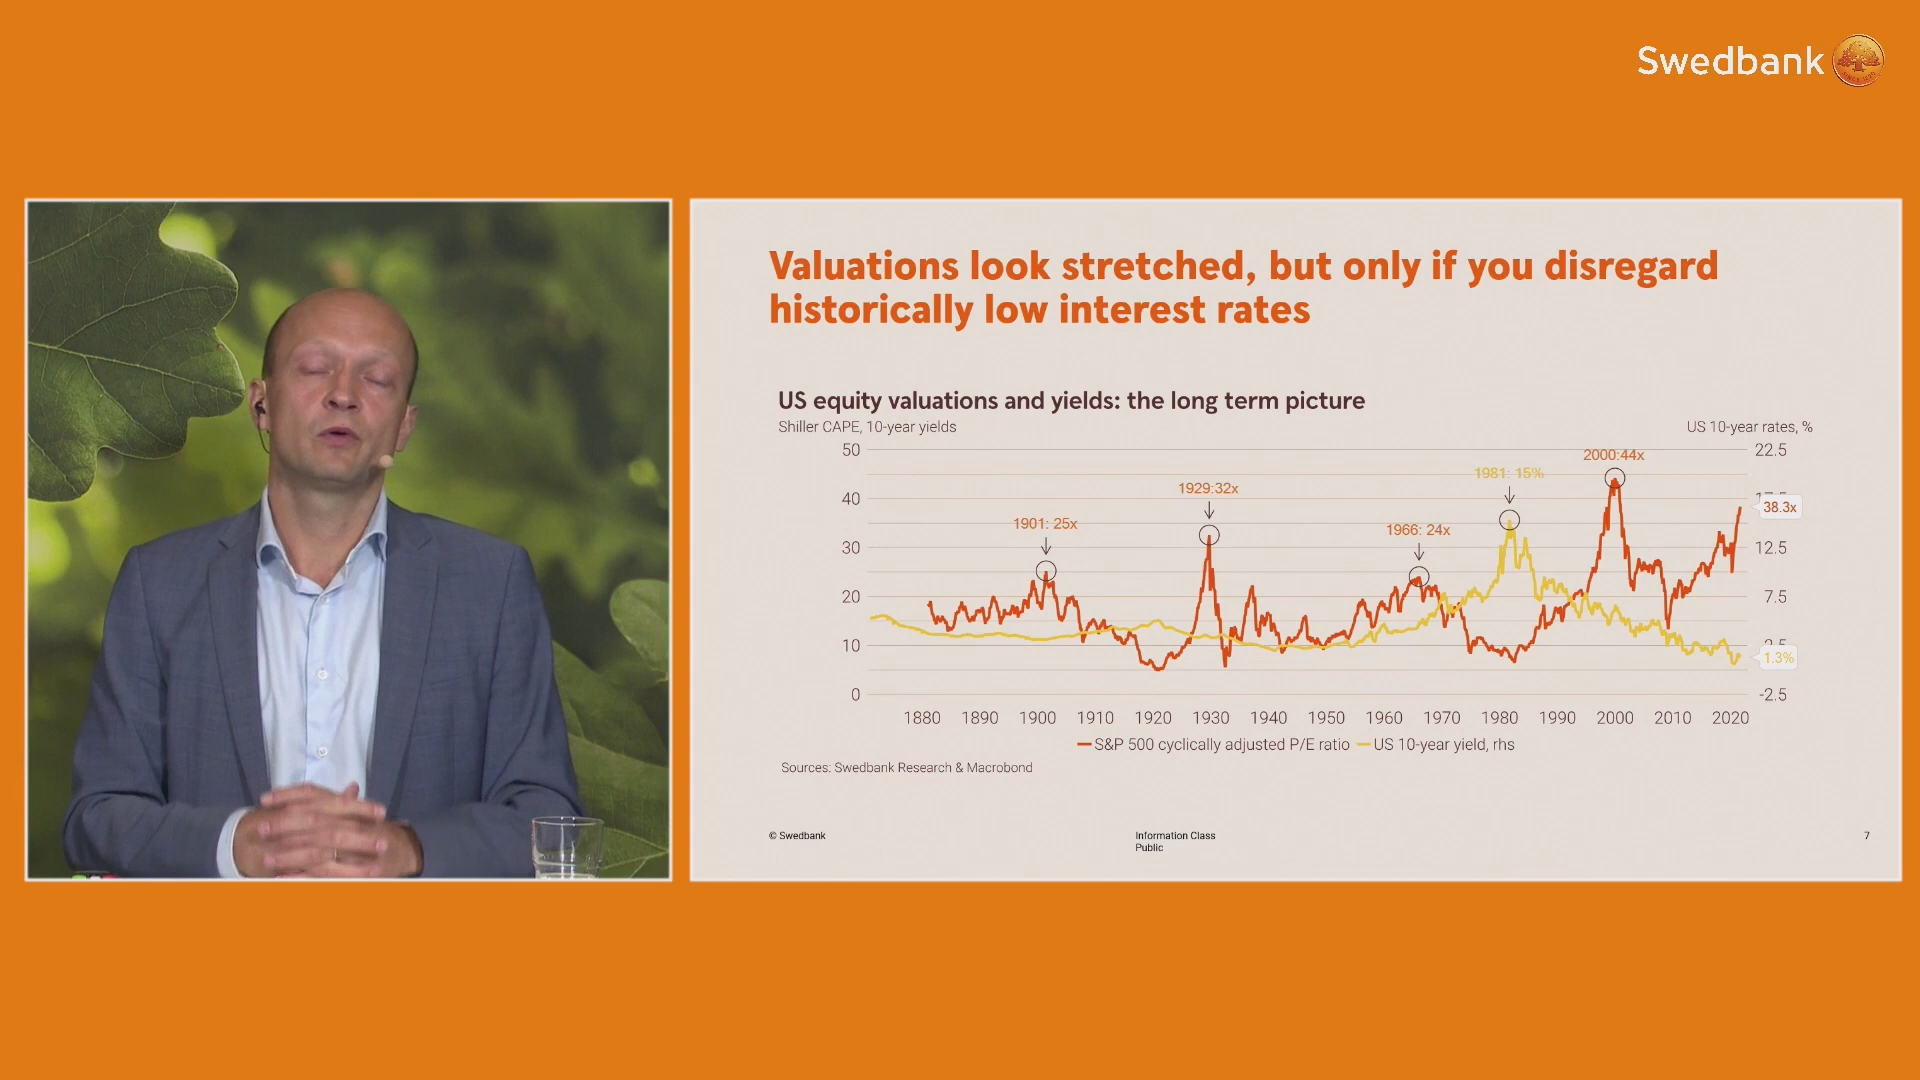 Swedbank
Valuations look stretched, but only if you disregard
historically low interest rates
US equity valuations and yields: the long term picture
Shiller CAPE, 10-year yields
US 10-year rates, %
50
40
30
20
10
0
22.5
12.5
7.5
-2.5
1901: 25x
1929:32x
1966: 24x
1981: 15%
2000:44x
38.3x
1.3%
1880 1890 1900 1910 1920 1930 1940 1950 1960 1970 1980 1990 2000 2010 2020
S&P 500 cyclically adjusted P/E ratio US 10-year yield, rhs
Sources: Swedbank Research & Macrobond
© Swedbank
Information Class
Public
7